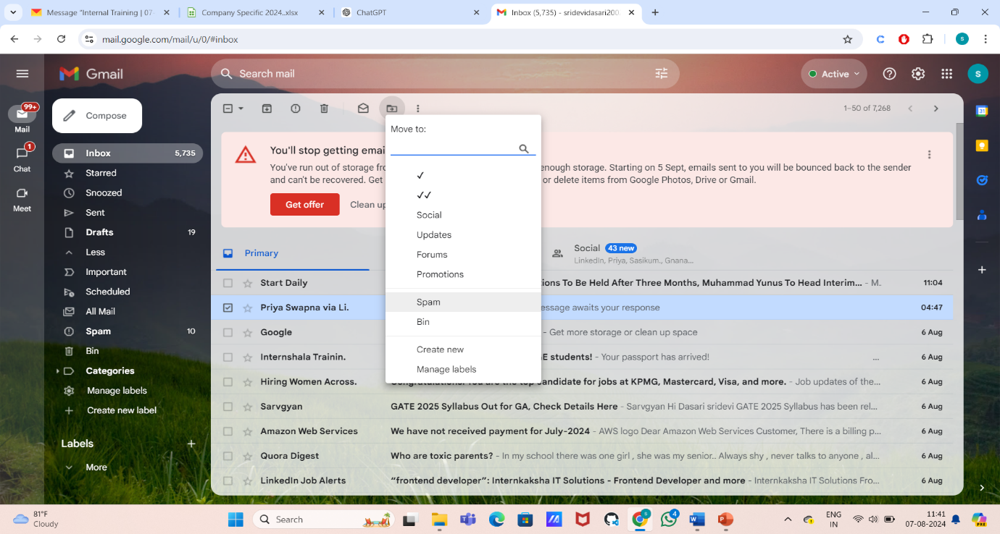 Message "Internal Training | 07
Company Specific 2024..xlsx
ChatGPT
Inbox (5,735) - sridevidasari200
mail.google.com/mail/u/0/#inbox
Gmail
Search mail
Active
99+
Mail
1
Chat
Meet
Compose
Inbox 5,735
Starred
Snoozed
Sent
Drafts 19
Less
Important
Scheduled
All Mail
Spam 10
Bin
Categories
Manage labels
Create new label
Labels
More
1–50 of 7,268
You'll stop getting emai
You've run out of storage fro enough storage. Starting on 5 Sept, emails sent to you will be bounced back to the sender
and can't be recovered. Get or delete items from Google Photos, Drive or Gmail.
Get offer Clean up
Move to:
✓
✓✓
Social
Updates
Forums
Promotions
Spam
Bin
Create new
Manage labels
Primary
Social 43 new
LinkedIn, Priya, Sasikum., Gnana...
Start Daily tions To Be Held After Three Months, Muhammad Yunus To Head Interim... - M. 11:04
Priya Swapna via Li. essage awaits your response 04:47
Google - Get more storage or clean up space 6 Aug
Internshala Trainin. E students! - Your passport has arrived! ... 6 Aug
Hiring Women Across. Congratulations! You are the top candidate for jobs at KPMG, Mastercard, Visa, and more. - Job updates of the... 6 Aug
Sarvgyan GATE 2025 Syllabus Out for GA, Check Details Here - Sarvgyan Hi Dasari sridevi GATE 2025 Syllabus has been rel... 6 Aug
Amazon Web Services We have not received payment for July-2024 - AWS logo Dear Amazon Web Services Customer, There is a billing p... 6 Aug
Quora Digest Who are toxic parents? - In my school there was one girl , she was my senior.. Always shy , never talks to anyone , al... 6 Aug
LinkedIn Job Alerts “frontend developer”: Internkaksha IT Solutions - Frontend Developer and more - Internkaksha IT Solutions Fro... 6 Aug
81°F
Cloudy
Search
4
ENG
IN
11:41
07-08-2024